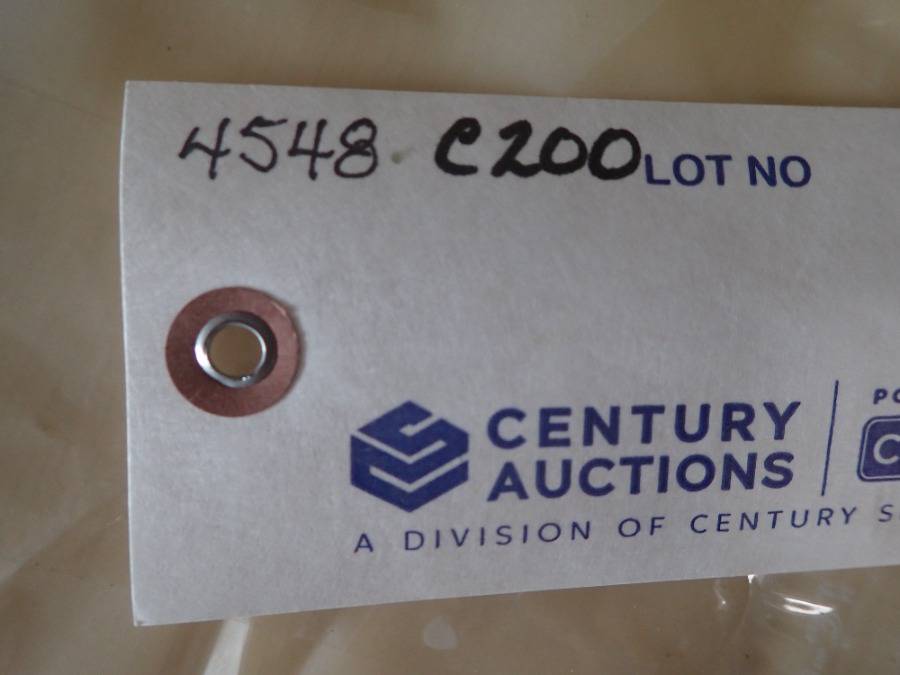 4548 C200 LOT NO
CENTURY
AUCTIONS
A DIVISION OF CENTURY